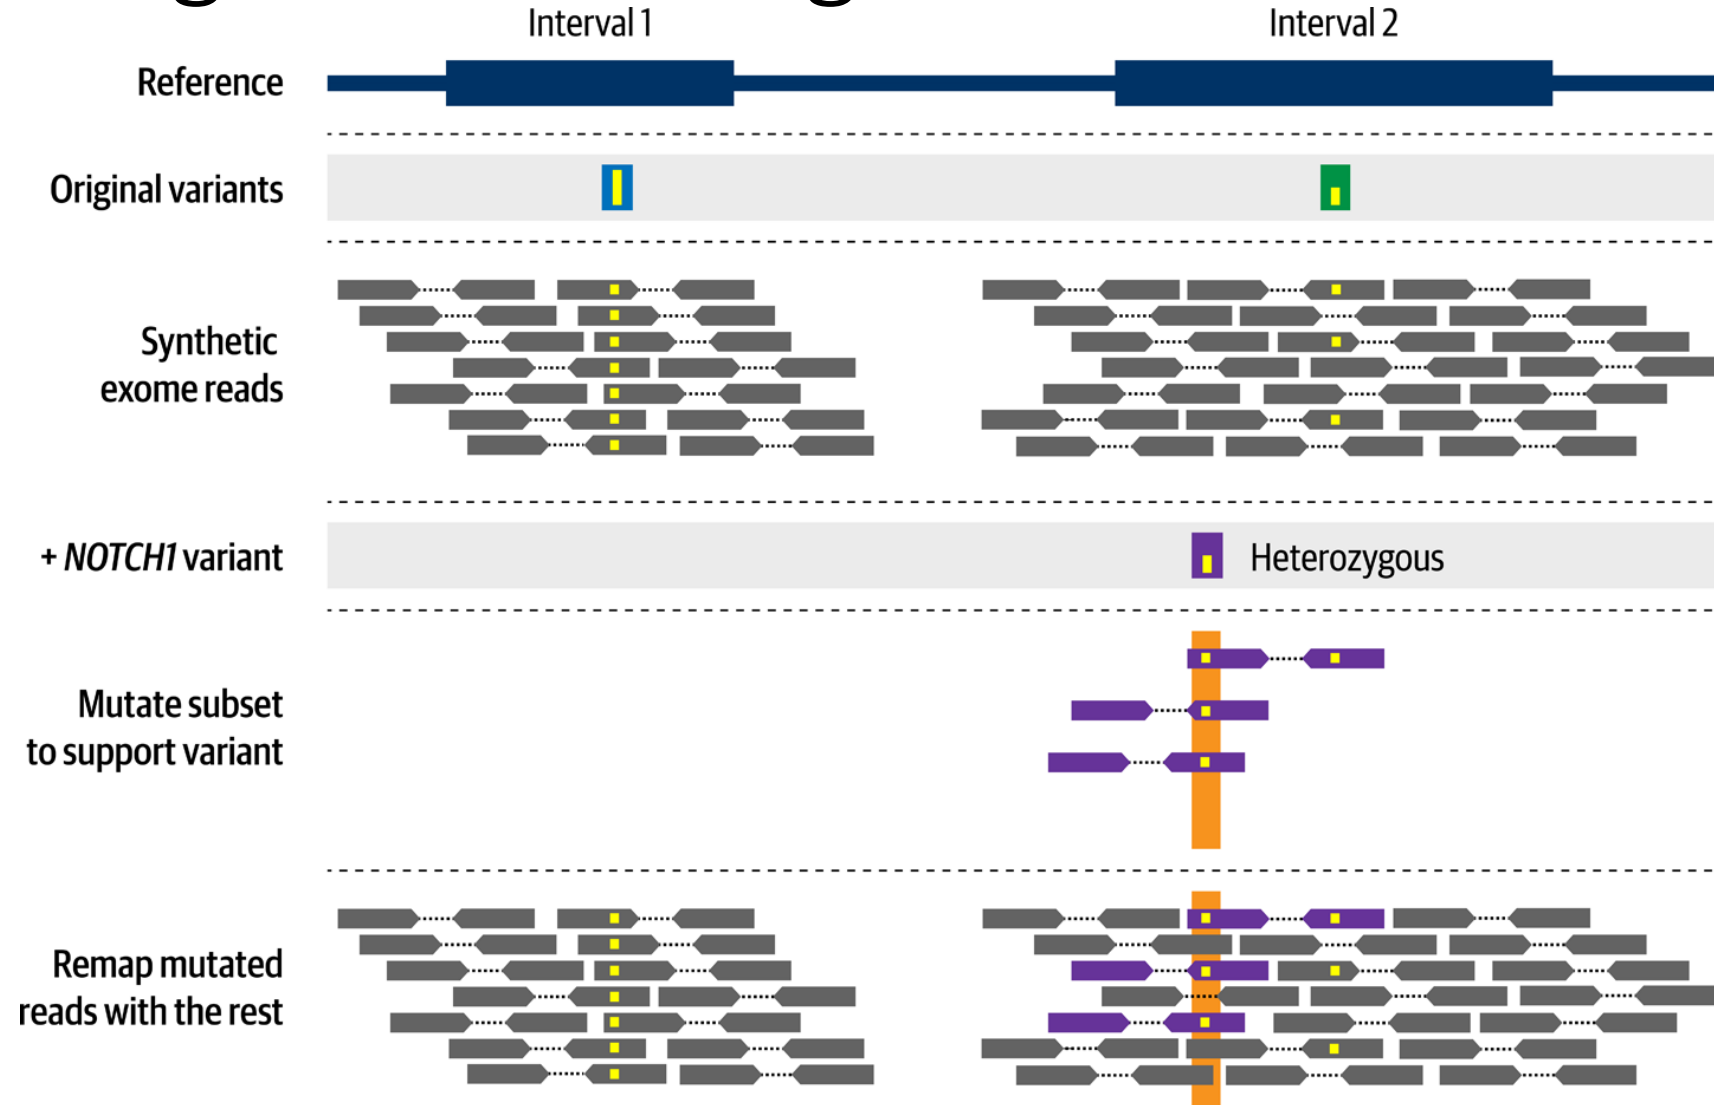 Interval 1
Interval 2
Reference
Original variants
Synthetic
exome reads
+ NOTCH1 variant
Heterozygous
Mutate subset
to support variant
Remap mutated
reads with the rest